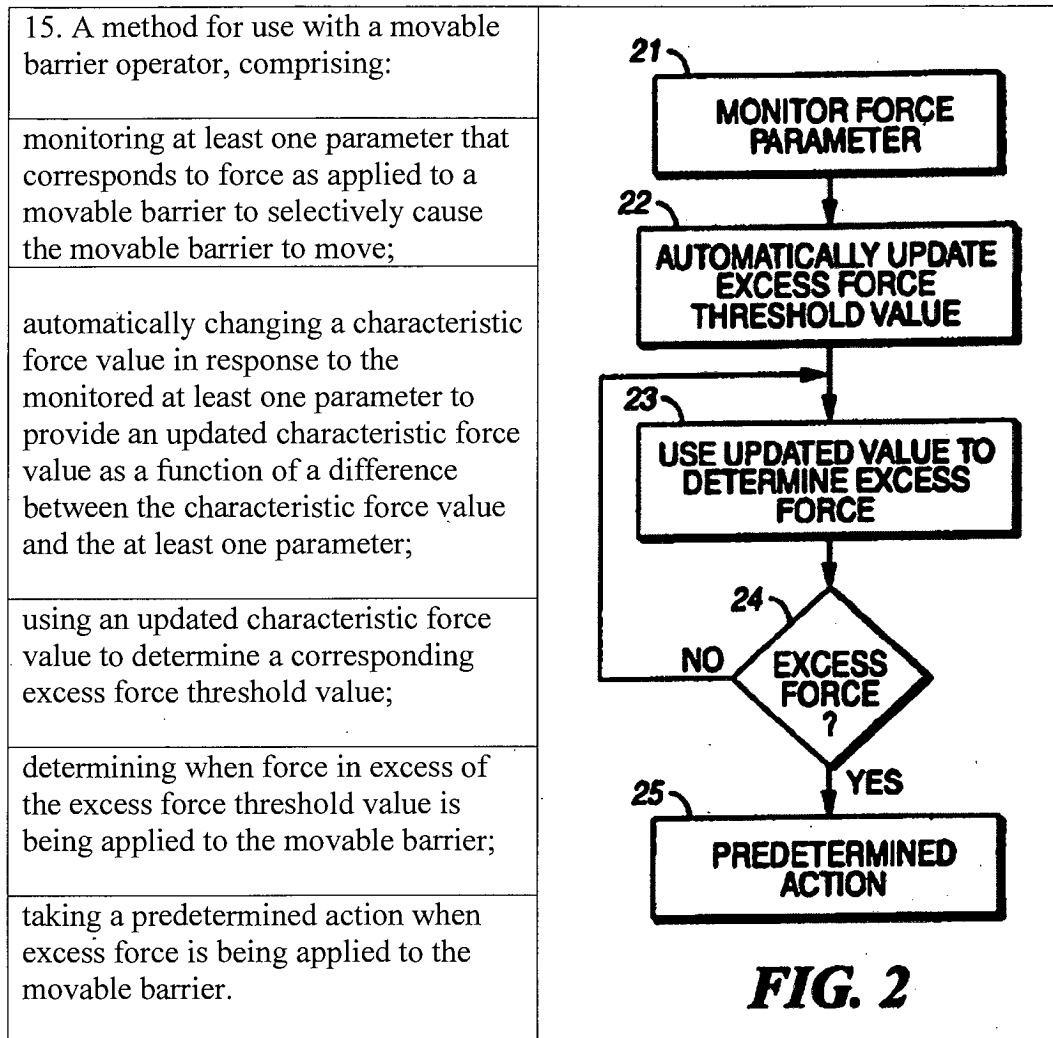 15. A method for use with a movable
barrier operator, comprising:
monitoring at least one parameter that
corresponds to force as applied to a
movable barrier to selectively cause
the movable barrier to move;
automatically changing a characteristic
force value in response to the
monitored at least one parameter to
provide an updated characteristic force
value as a function of a difference
between the characteristic force value
and the at least one parameter;
using an updated characteristic force
value to determine a corresponding
excess force threshold value;
determining when force in excess of
the excess force threshold value is
being applied to the movable barrier;
taking a predetermined action when
excess force is being applied to the
movable barrier.
21
MONITOR FORCE
PARAMETER
22
AUTOMATICALLY UPDATE
EXCESS FORCE
THRESHOLD VALUE
23
USE UPDATED VALUE TO
DETERMINE EXCESS
FORCE
24
NO
EXCESS
FORCE
?
YES
25
PREDETERMINED
ACTION
FIG. 2